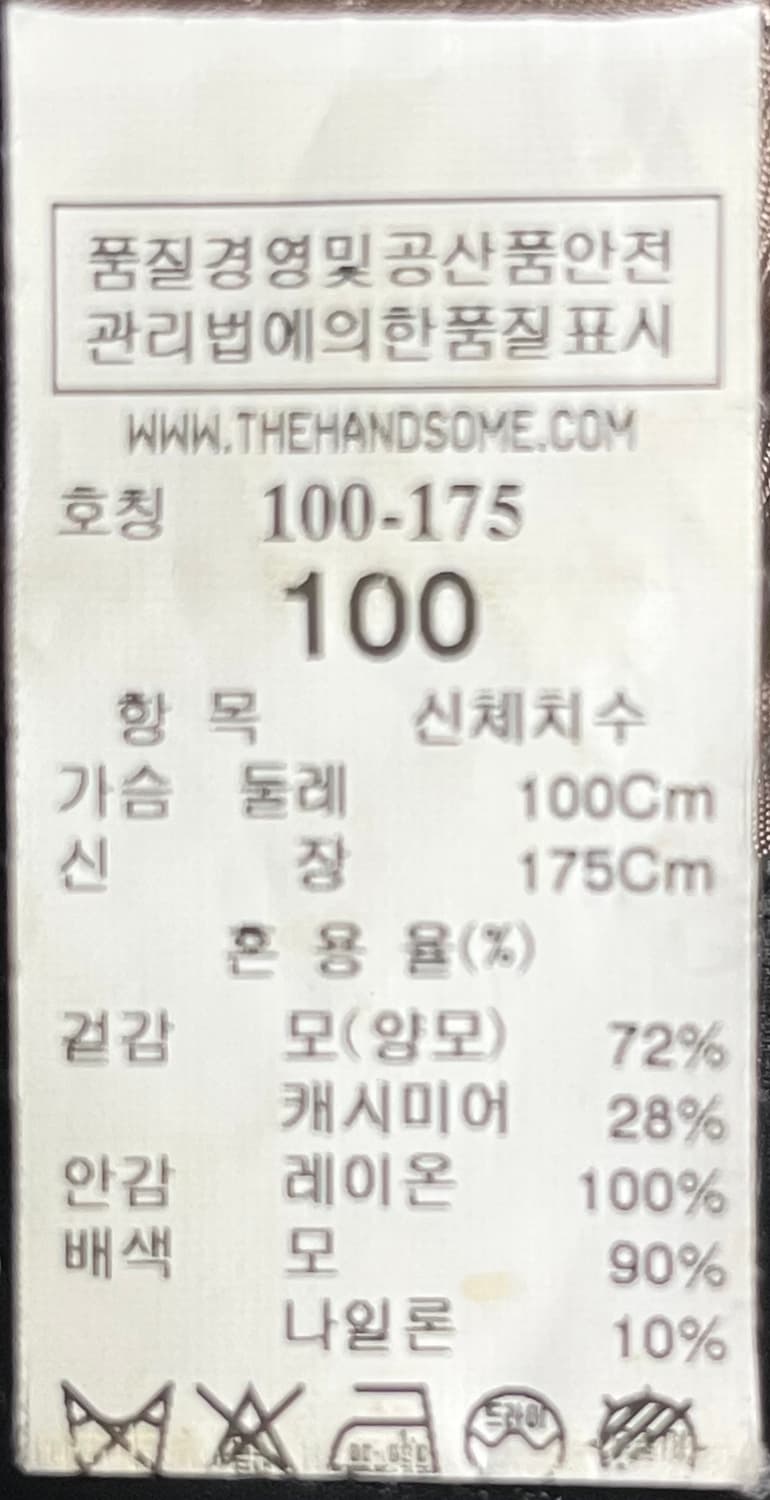 품질경영및공산품안전
관리법에의한품질표시
WWW.THEHANDSOME.COM
호칭 100-175
100
항 목 신체치수
가슴 둘레 100Cm
신 장 175Cm
혼 용 율(%)
겉감 모(양모) 72%
캐시미어 28%
안감 레이온 100%
배색 모 90%
나일론 10%
드라이